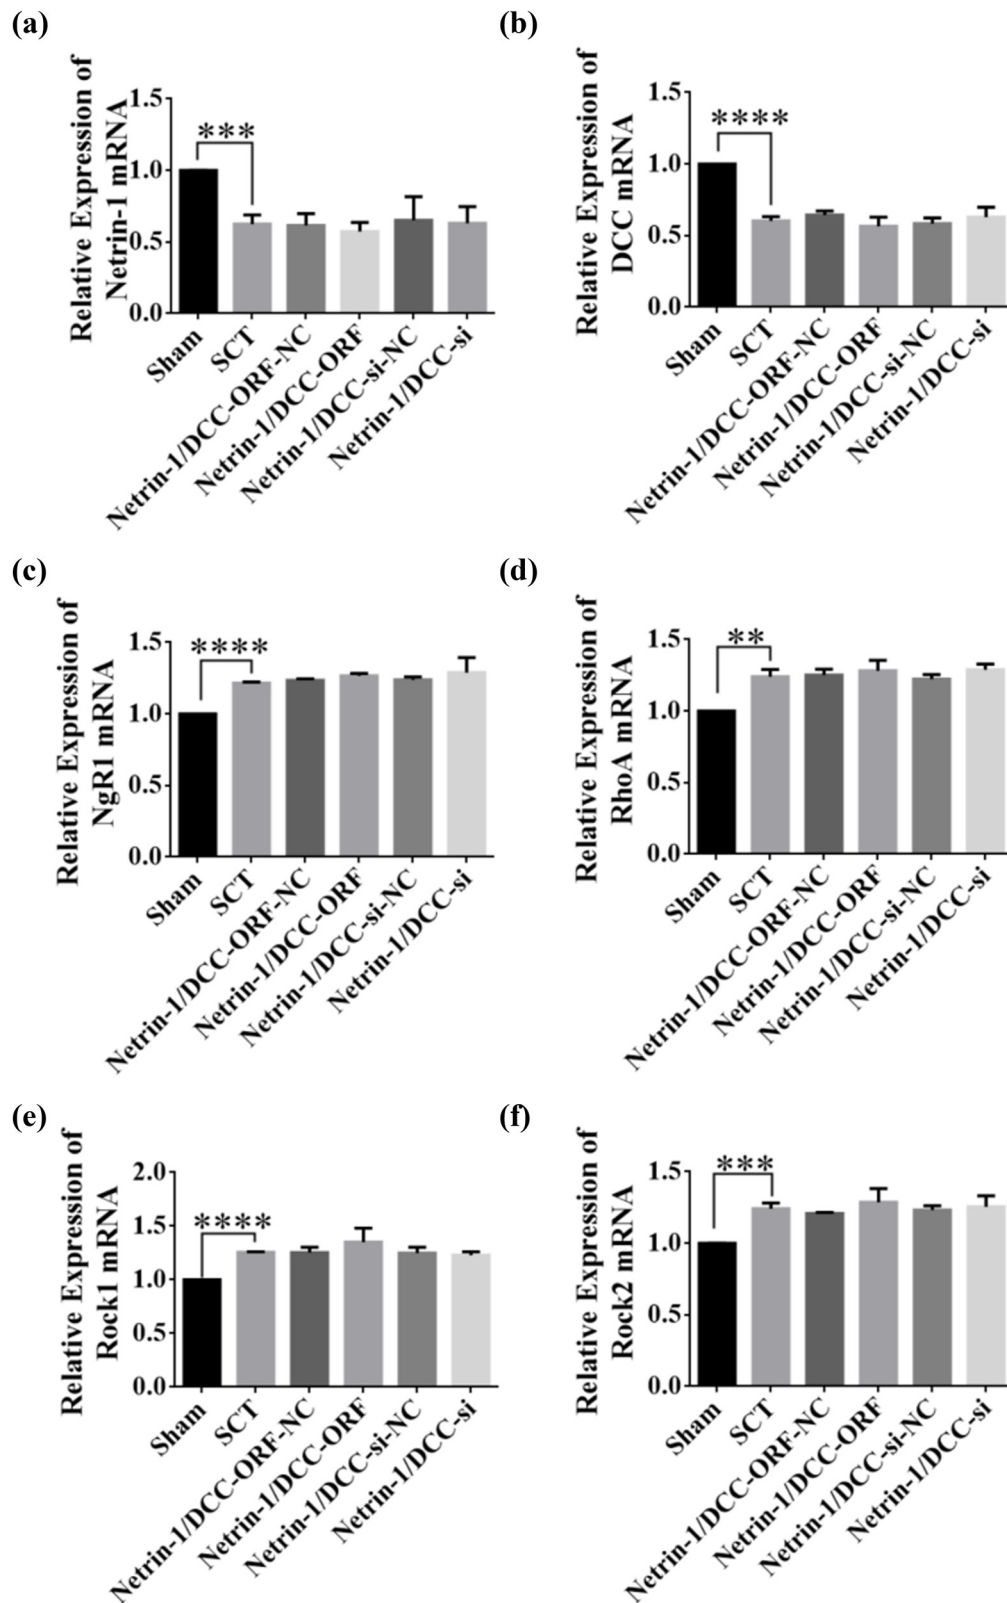 (a)
Relative Expression of
Netrin-1 mRNA
1.5
1.0
0.5
0.0
***
Sham
SCT
Netrin-1/DCC-ORF-NC
Netrin-1/DCC-ORF
Netrin-1/DCC-si-NC
Netrin-1/DCC-si
(b)
Relative Expression of
DCC mRNA
1.5
1.0
0.5
0.0
****
Sham
SCT
Netrin-1/DCC-ORF-NC
Netrin-1/DCC-ORF
Netrin-1/DCC-si-NC
Netrin-1/DCC-si
(c)
Relative Expression of
NgR1 mRNA
1.5
1.0
0.5
0.0
****
Sham
SCT
Netrin-1/DCC-ORF-NC
Netrin-1/DCC-ORF
Netrin-1/DCC-si-NC
Netrin-1/DCC-si
(d)
Relative Expression of
RhoA mRNA
1.5
1.0
0.5
0.0
**
Sham
SCT
Netrin-1/DCC-ORF-NC
Netrin-1/DCC-ORF
Netrin-1/DCC-si-NC
Netrin-1/DCC-si
(e)
Relative Expression of
Rock1 mRNA
2.0
1.5
1.0
0.5
0.0
****
Sham
SCT
Netrin-1/DCC-ORF-NC
Netrin-1/DCC-ORF
Netrin-1/DCC-si-NC
Netrin-1/DCC-si
(f)
Relative Expression of
Rock2 mRNA
1.5
1.0
0.5
0.0
***
Sham
SCT
Netrin-1/DCC-ORF-NC
Netrin-1/DCC-ORF
Netrin-1/DCC-si-NC
Netrin-1/DCC-si